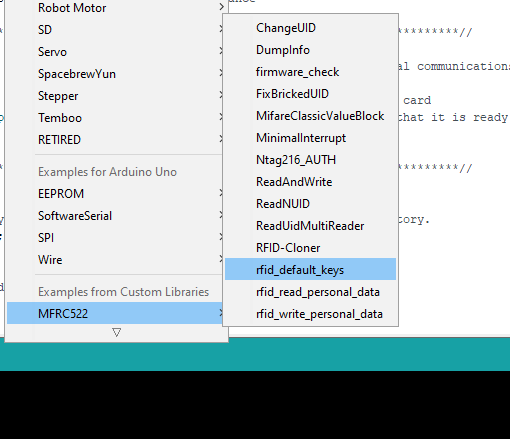 Robot Motor
SD
Servo
SpacebrewYun
Stepper
Temboo
RETIRED
Examples for Arduino Uno
EEPROM
SoftwareSerial
SPI
Wire
Examples from Custom Libraries
MFRC522
ChangeUID
DumpInfo
firmware_check
FixBrickedUID
MifareClassicValueBlock
MinimalInterrupt
Ntag216_AUTH
ReadAndWrite
ReadNUID
ReadUidMultiReader
RFID-Cloner
rfid_default_keys
rfid_read_personal_data
rfid_write_personal_data
*********//
al communications
card
that it is ready
*********//
tory.